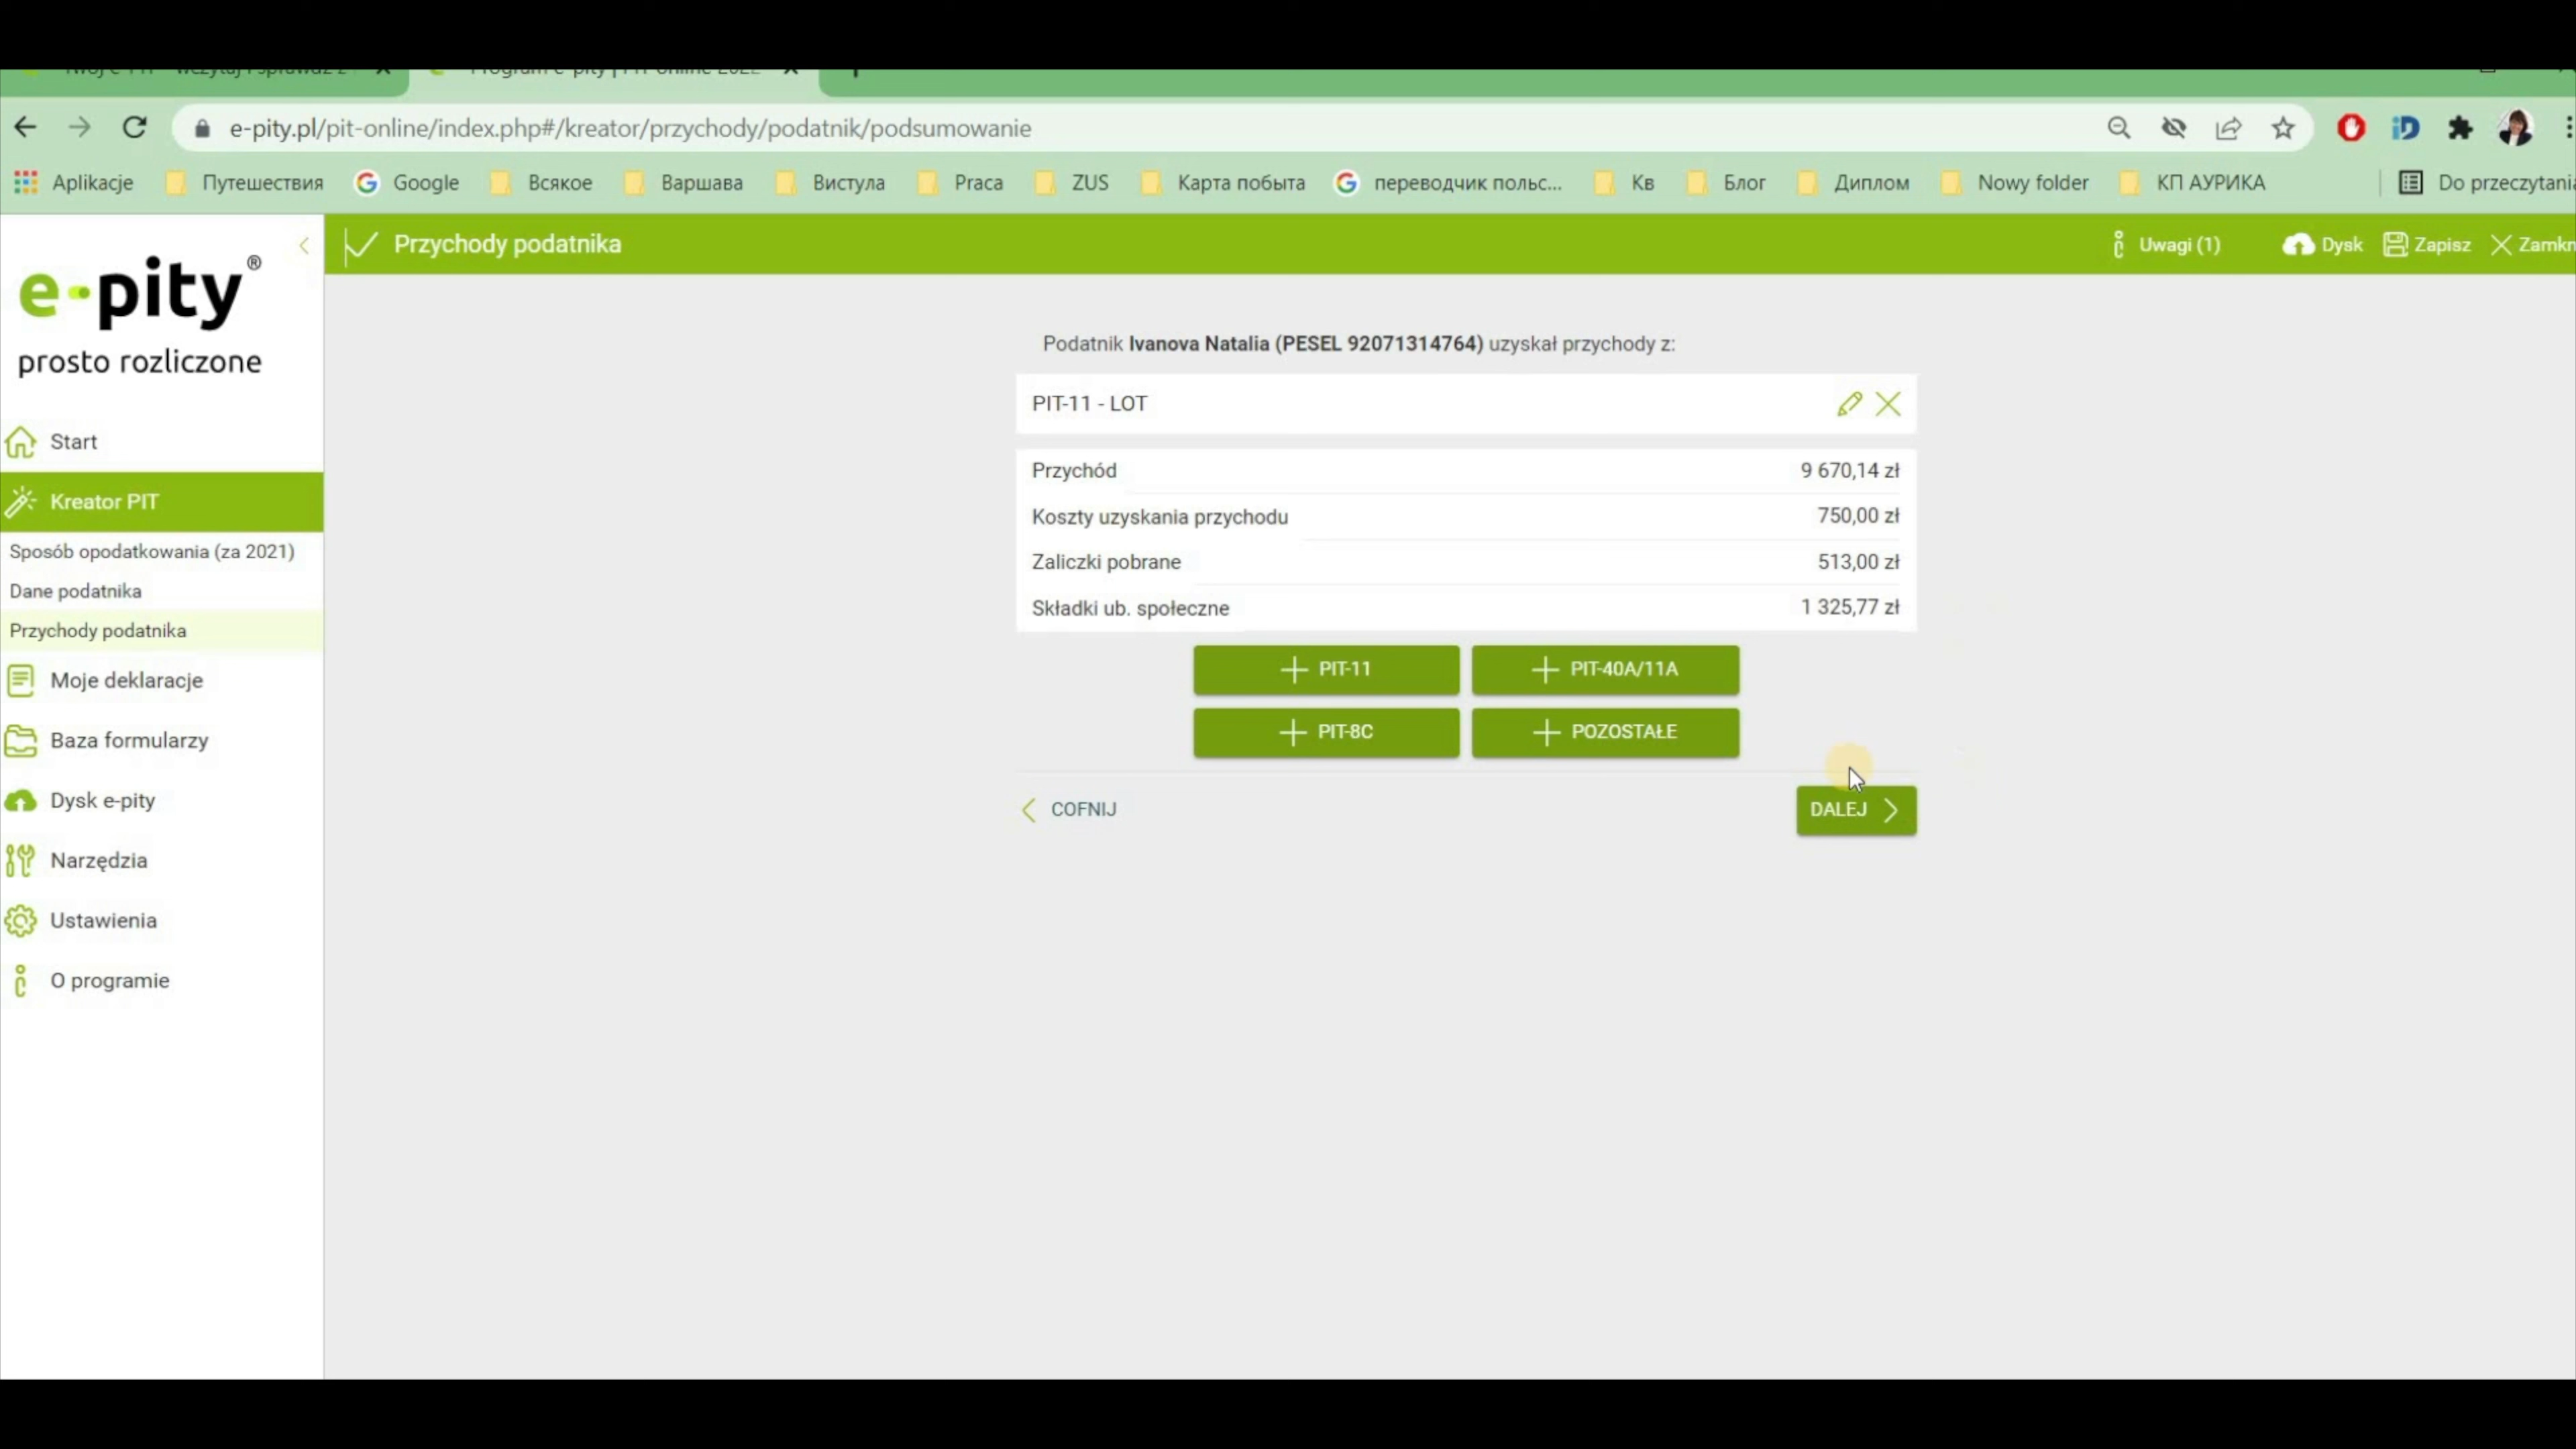 e-pity.pl/pit-online/index.php#/kreator/przychody/podatnik/podsumowanie
Aplikacje Путешествия Google Всякое Варшава Вистула Praca ZUS Карта побыта переводчик польс... Кв Блог Диплом Nowy folder КП АУРИКА Do przeczytani
Przychody podatnika Uwagi (1) Dysk Zapisz Zamkn
e-pity®
prosto rozliczone
Start
Kreator PIT
Sposób opodatkowania (za 2021)
Dane podatnika
Przychody podatnika
Moje deklaracje
Baza formularzy
Dysk e-pity
Narzędzia
Ustawienia
O programie
Podatnik Ivanova Natalia (PESEL 92071314764) uzyskał przychody z:
PIT-11 - LOT
Przychód 9 670,14 zł
Koszty uzyskania przychodu 750,00 zł
Zaliczki pobrane 513,00 zł
Składki ub. społeczne 1 325,77 zł
PIT-11 PIT-40A/11A
PIT-8C POZOSTAŁE
COFNIJ DALEJ